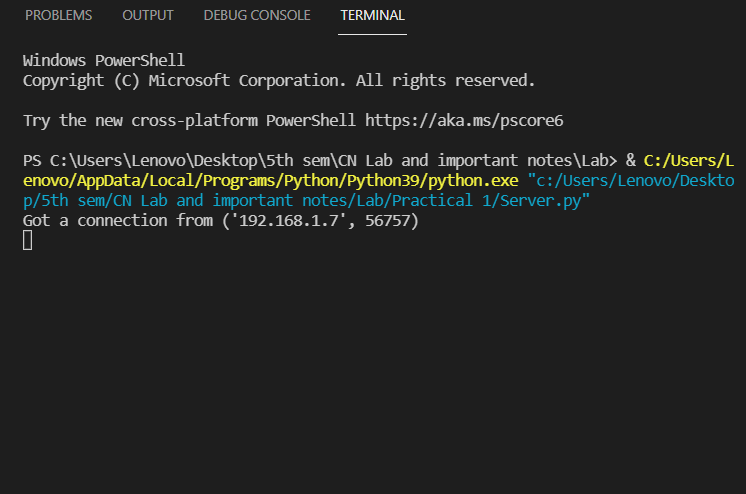 PROBLEMS OUTPUT DEBUG CONSOLE TERMINAL
Windows PowerShell
Copyright (C) Microsoft Corporation. All rights reserved.
Try the new cross-platform PowerShell https://aka.ms/pscore6
PS C:\Users\Lenovo\Desktop\5th sem\CN Lab and important notes\Lab> & C:/Users/L
enovo/AppData/Local/Programs/Python/Python39/python.exe "c:/Users/Lenovo/Deskto
p/5th sem/CN Lab and important notes/Lab/Practical 1/Server.py"
Got a connection from ('192.168.1.7', 56757)